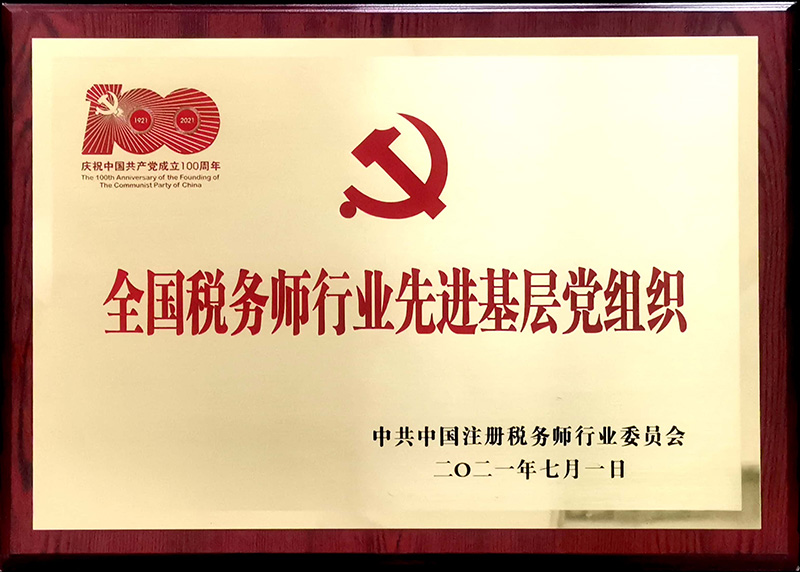 1921 2021
庆祝中国共产党成立100周年
The 100th Anniversary of the Founding of
The Communist Party of China
全国税务师行业先进基层党组织
中共中国注册税务师行业委员会
二〇二一年七月一日